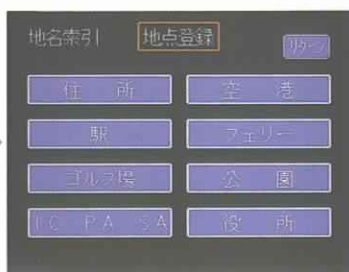 地名索引 地点登録 リターン
住所 空港
駅 フェリー
ゴルフ場 公園
IC PA SA 役所